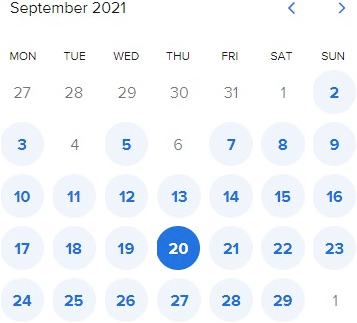 September 2021
MON TUE WED THU FRI SAT SUN
27 28 29 30 31 1 2
3 4 5 6 7 8 9
10 11 12 13 14 15 16
17 18 19 20 21 22 23
24 25 26 27 28 29 1